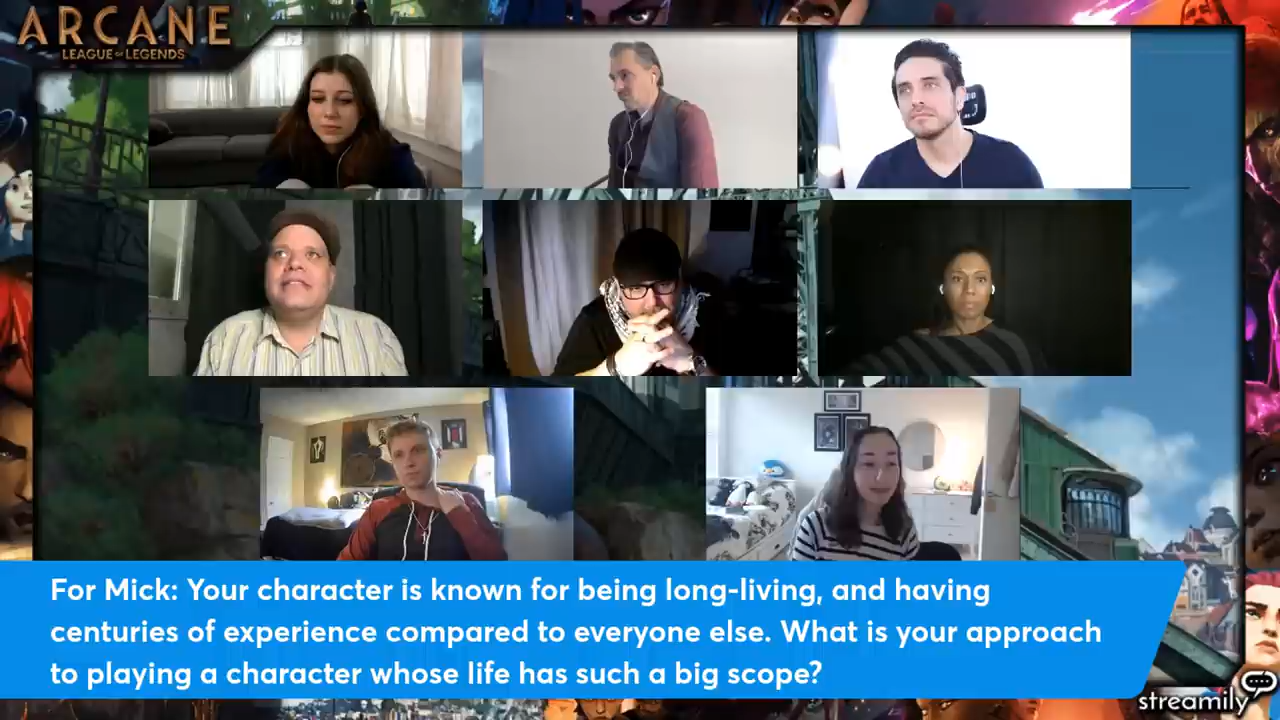 ARCANE
LEAGUE OF LEGENDS
For Mick: Your character is known for being long-living, and having
centuries of experience compared to everyone else. What is your approach
to playing a character whose life has such a big scope?
streamily